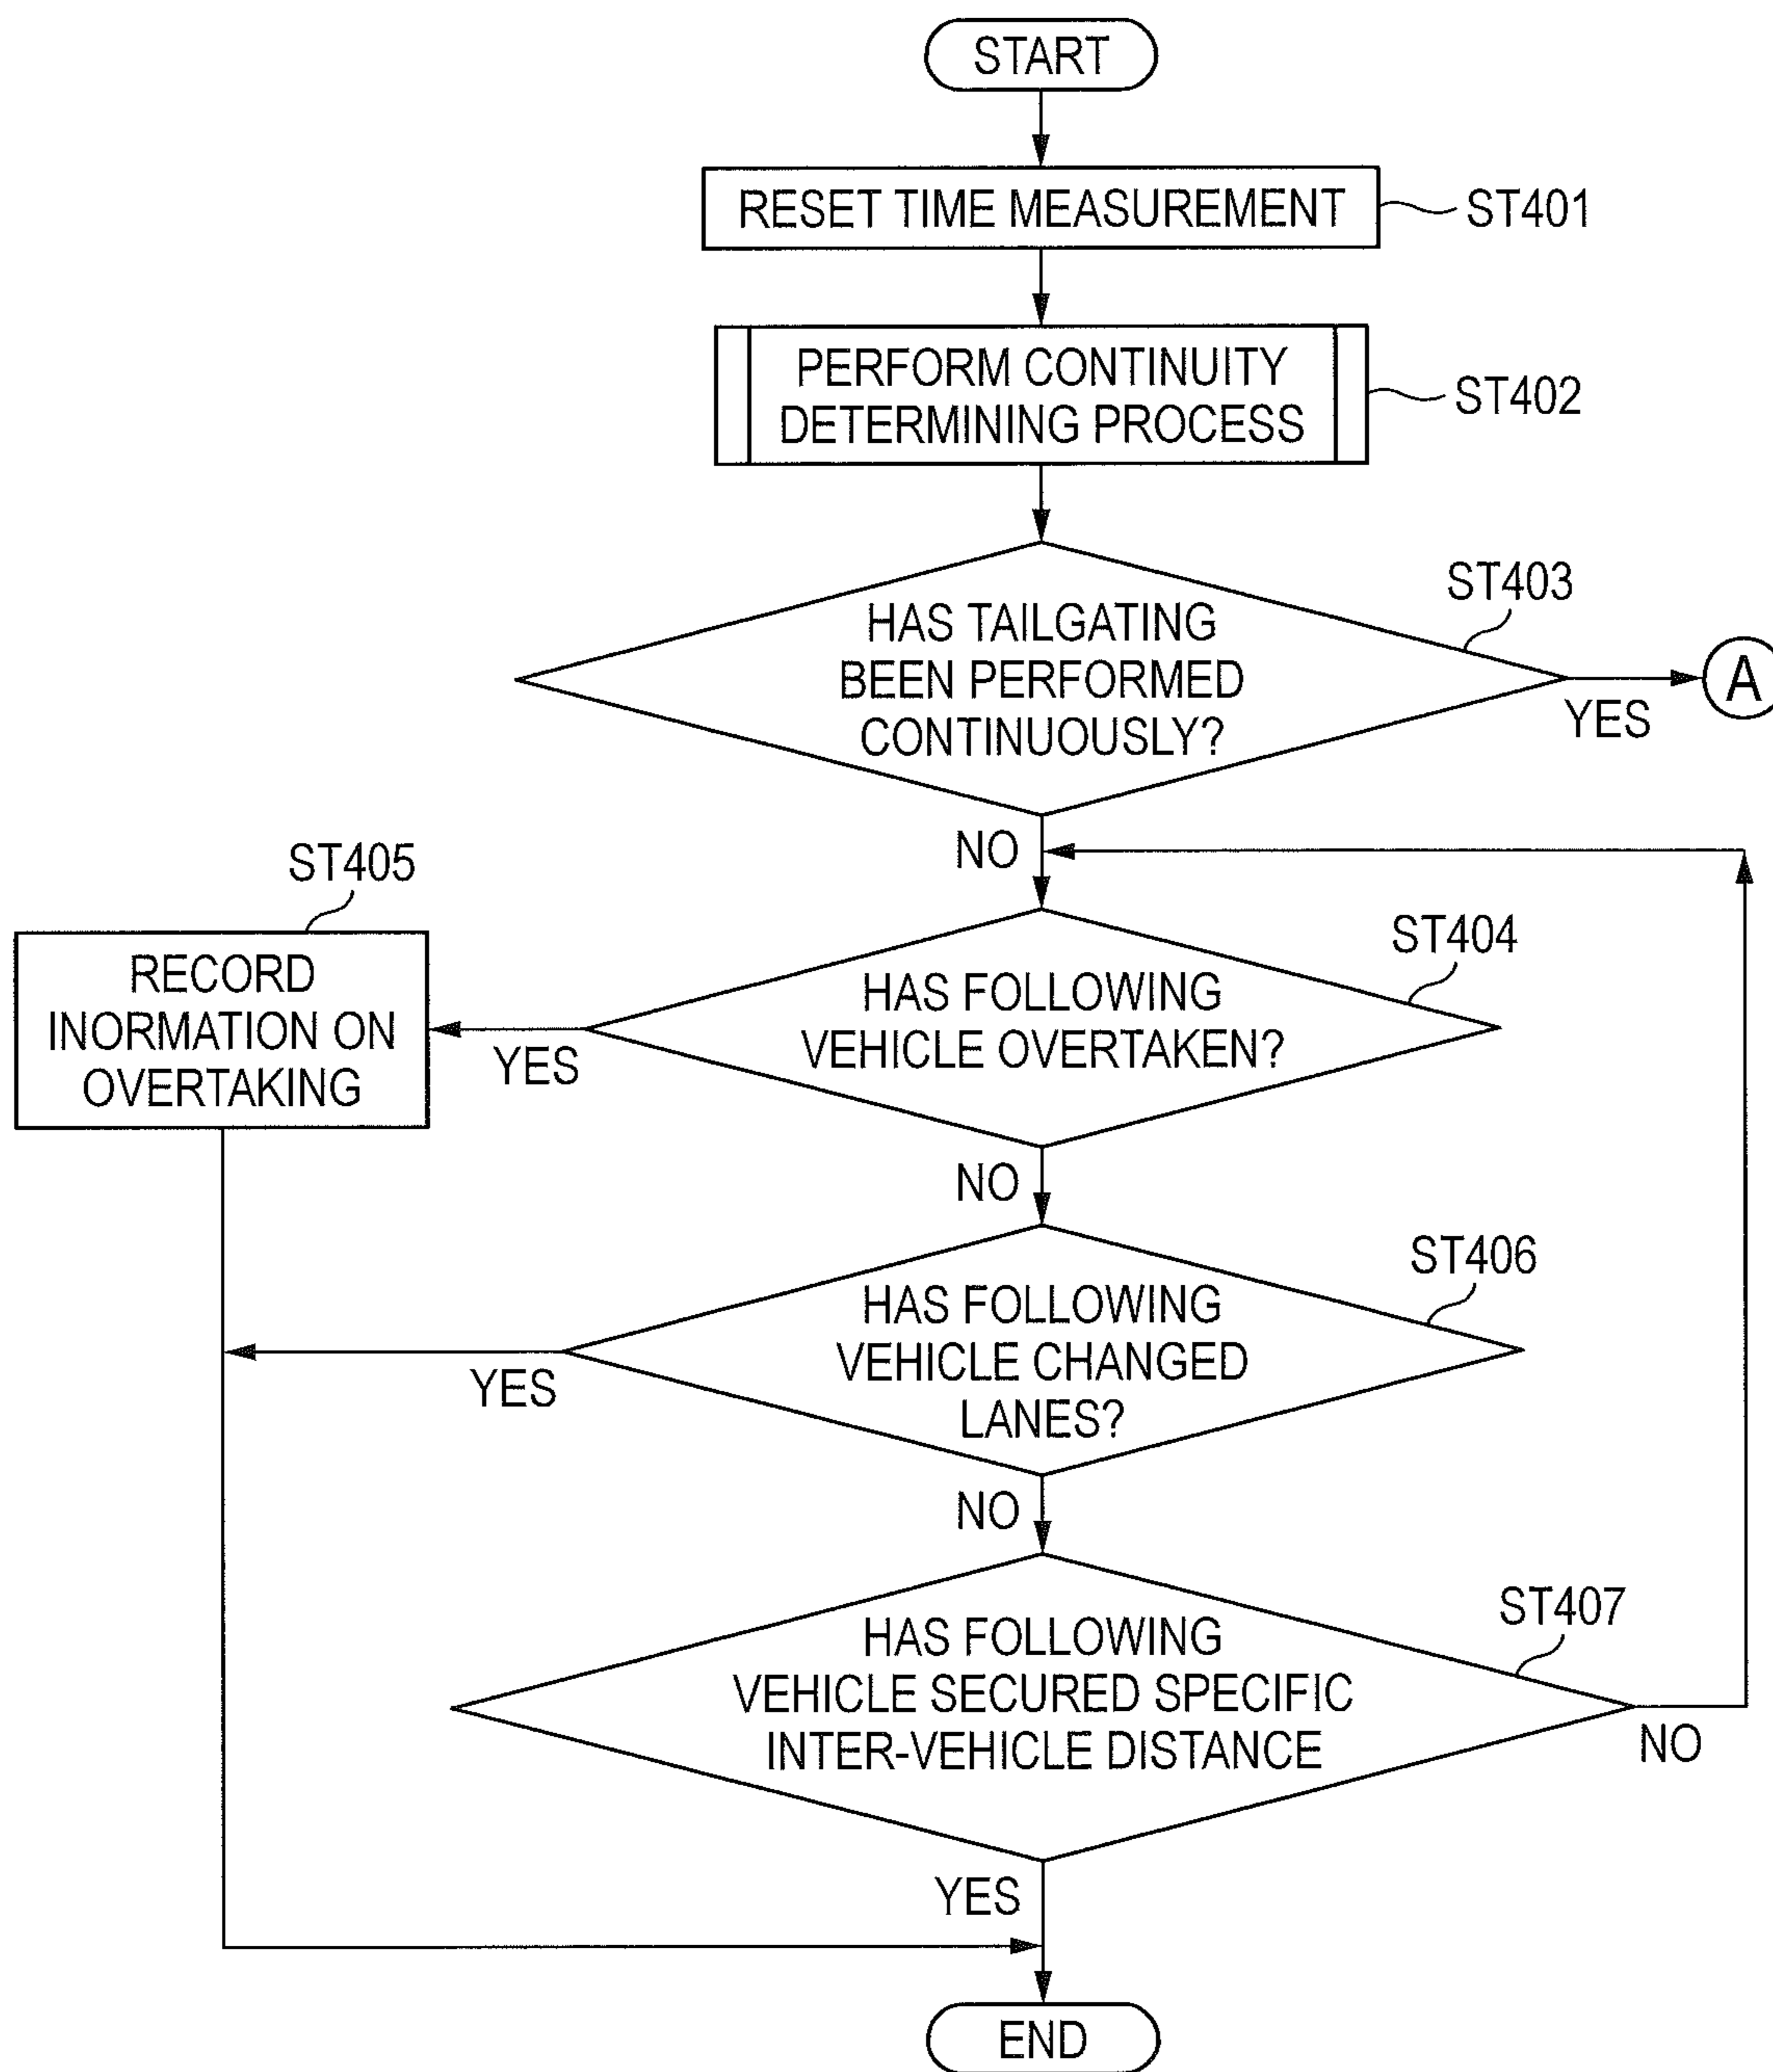 START
RESET TIME MEASUREMENT
ST401
PERFORM CONTINUITY
DETERMINING PROCESS
ST402
ST403
HAS TAILGATING
BEEN PERFORMED
CONTINUOUSLY?
YES
A
NO
ST405
RECORD
INORMATION ON
OVERTAKING
ST404
HAS FOLLOWING
VEHICLE OVERTAKEN?
YES
NO
ST406
HAS FOLLOWING
VEHICLE CHANGED
LANES?
YES
NO
ST407
HAS FOLLOWING
VEHICLE SECURED SPECIFIC
INTER-VEHICLE DISTANCE
NO
YES
END